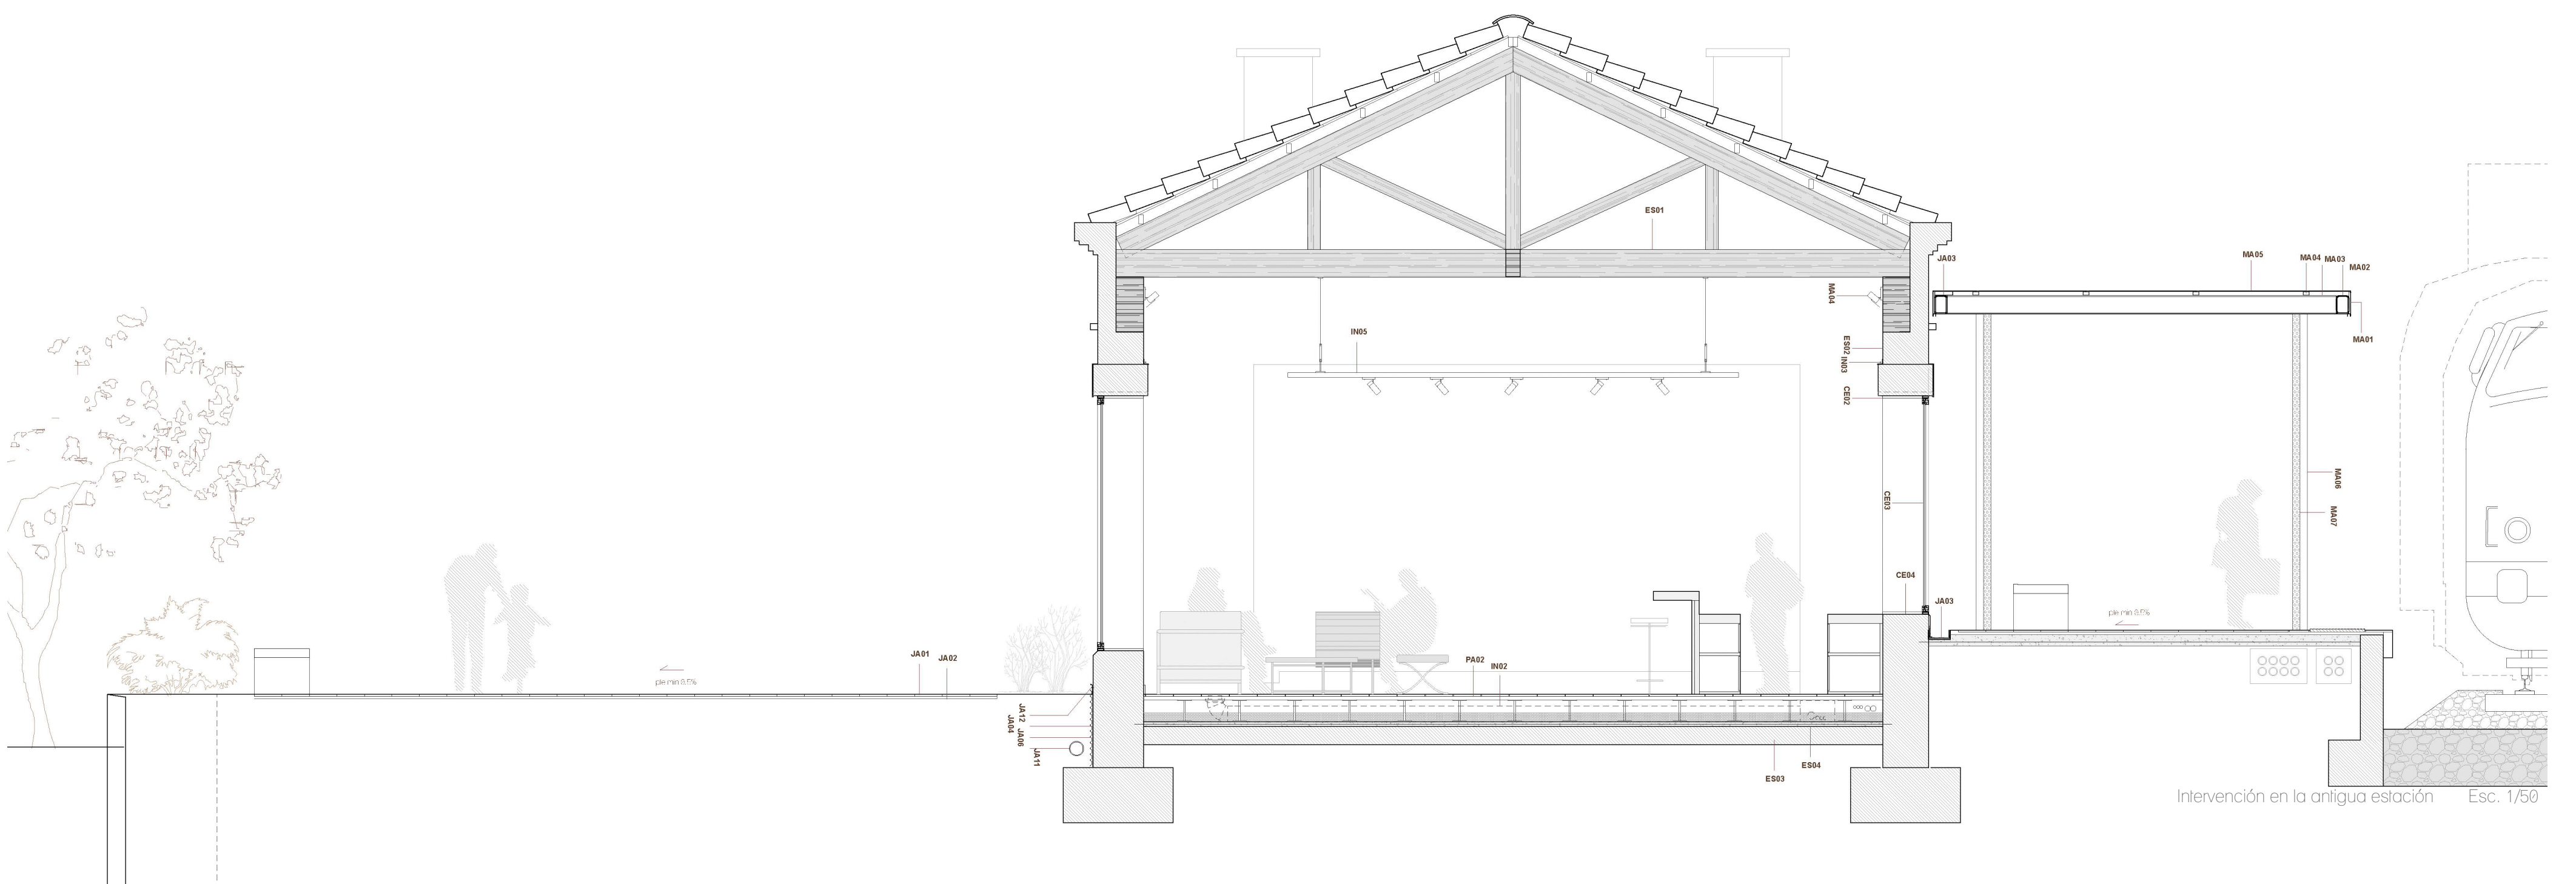 ES01
JA03
MA05
MA04
MA03
MA02
MA04
MA01
IN05
ES02
IN03
CE02
MA06
CE03
MA07
CE04
JA03
pte.min 0.5%
JA01
JA02
PA02
IN02
pte.min 0.5%
JA12
JA04
JA06
JA11
ES04
ES03
Intervención en la antigua estación Esc. 1/50